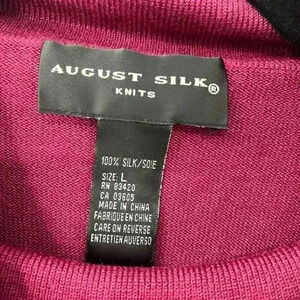 AUGUST SILK®
KNITS
100% SILK/SOIE
SIZE: L
RN 83420
CA 03605
MADE IN CHINA
FABRIQUE EN CHINE
CARE ON REVERSE
ENTRETIEN AU VERSO